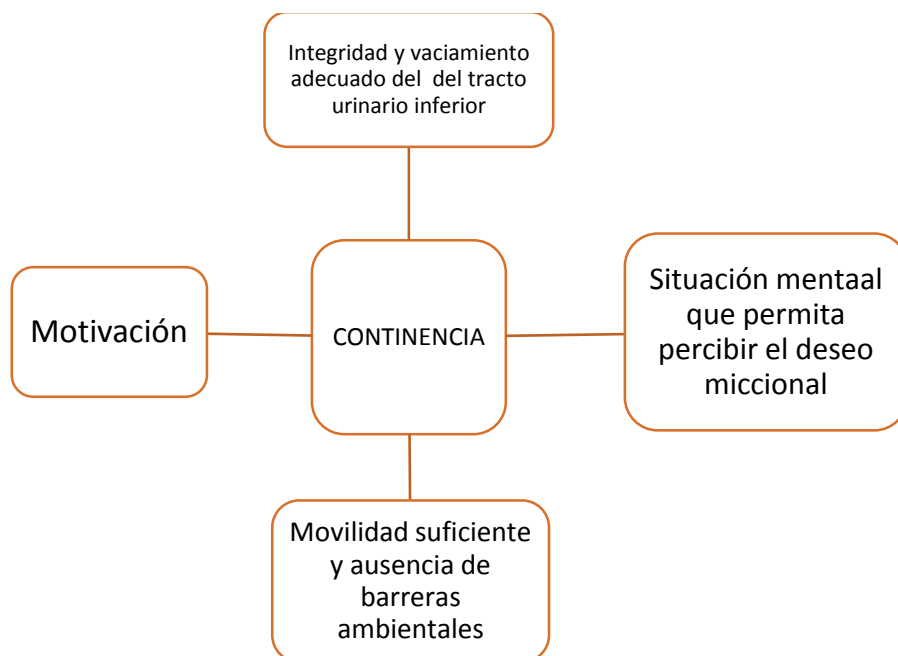 Integridad y vaciamiento
adecuado del  del tracto
urinario inferior
Motivación
CONTINENCIA
Situación mentaal
que permita
percibir el deseo
miccional
Movilidad suficiente
y ausencia de
barreras
ambientales